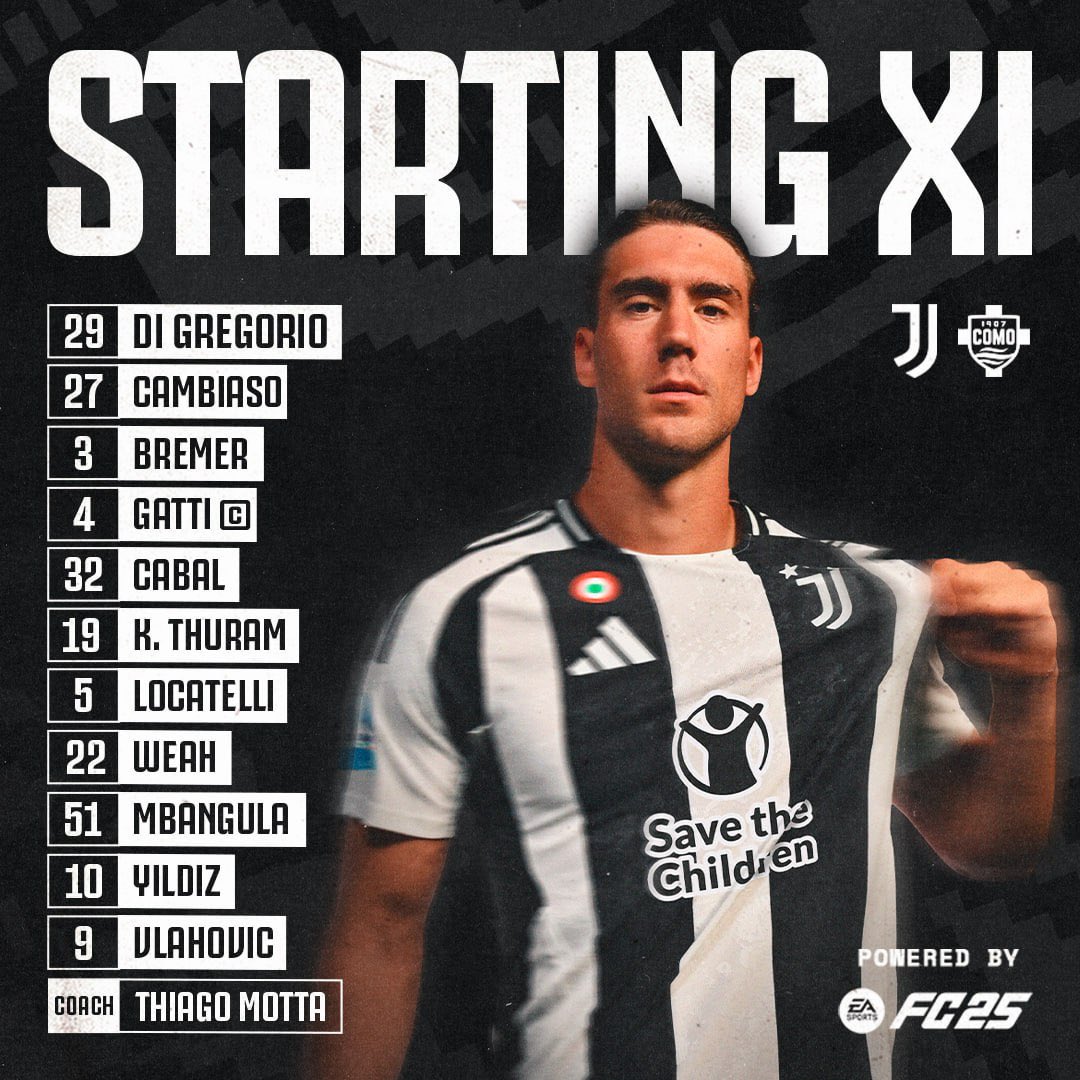 STARTING XI
29 DI GREGORIO
27 CAMBIASO
3 BREMER
4 GATTI C
32 CABAL
19 K. THURAM
5 LOCATELLI
22 WEAH
51 MBANGULA
10 YILDIZ
9 VLAHOVIC
COACH THIAGO MOTTA
1907
COMO
Save the
Children
POWERED BY
EA
SPORTS
FC25